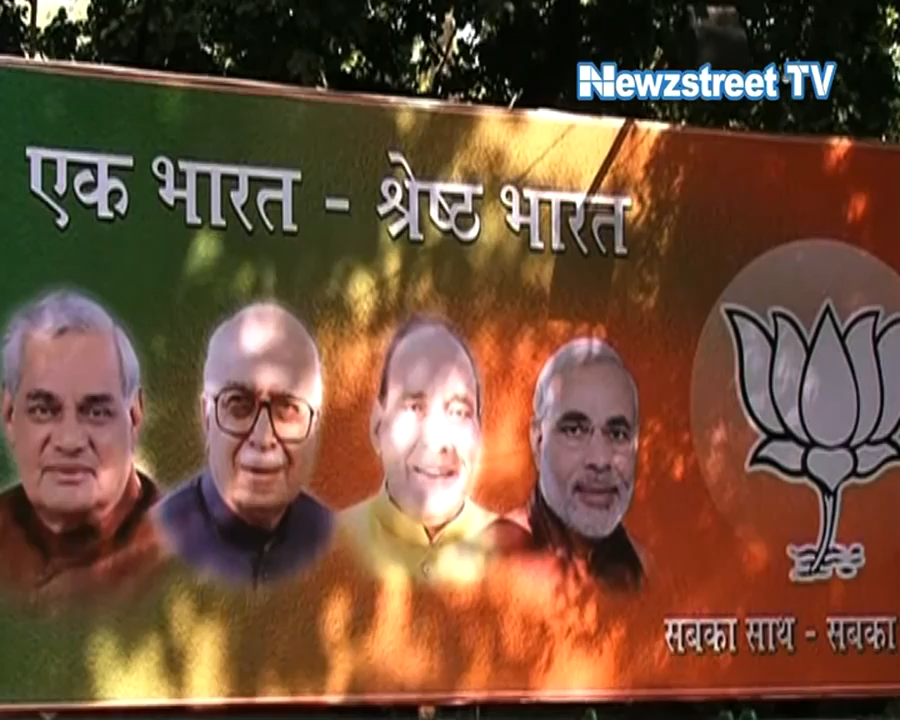 Newzstreet TV
एक भारत - श्रेष्ठ भारत
सबका साथ - सबका